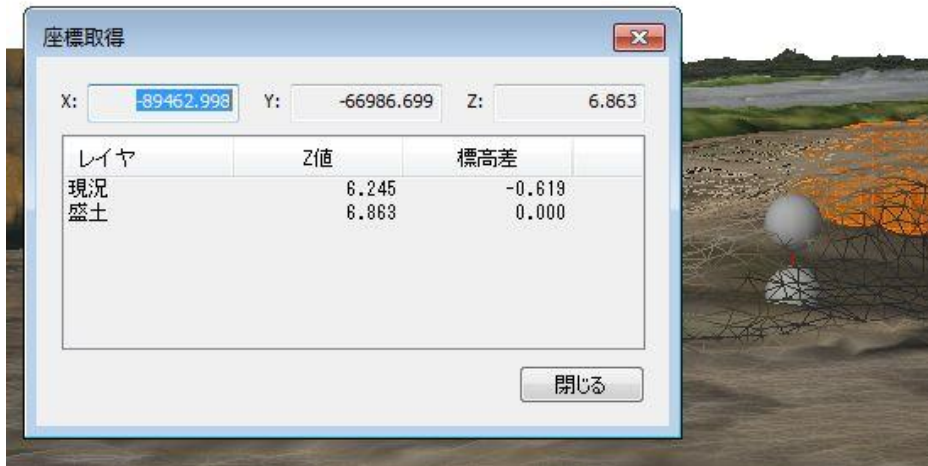 座標取得
X: -89462.998 Y: -66986.699 Z: 6.863
レイヤ Z値 標高差
現況 6.245 -0.619
盛土 6.863 0.000
閉じる